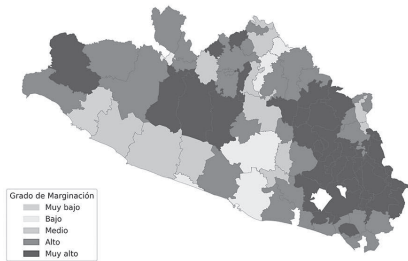 Grado de Marginación
Muy bajo
Bajo
Medio
Alto
Muy alto